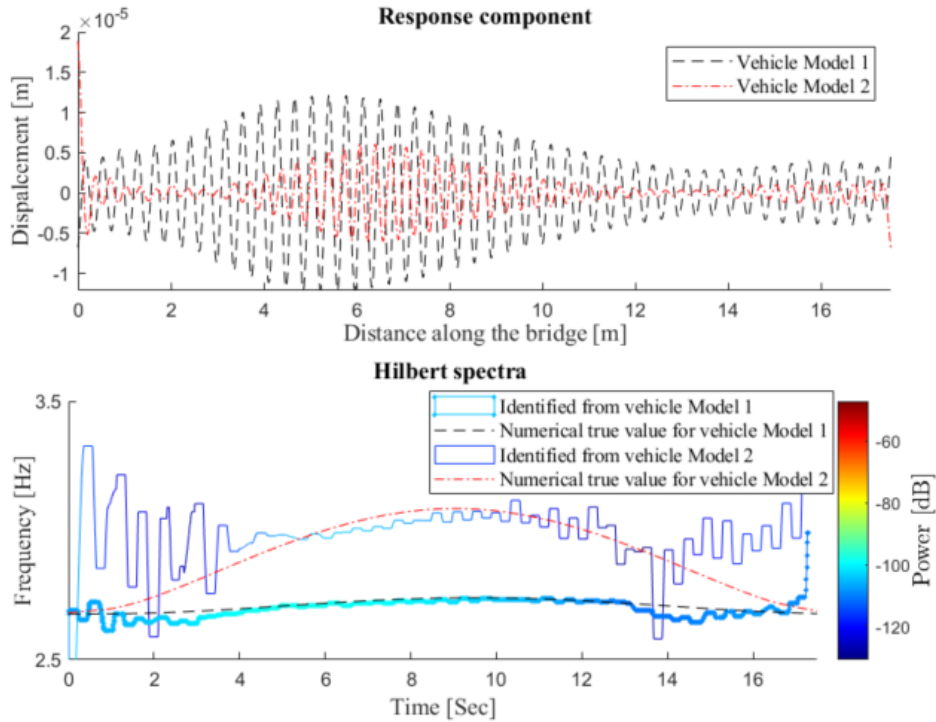 Response component
×10⁻⁵
2
1.5
1
0.5
0
-0.5
-1
Dispalcement [m]
Vehicle Model 1
Vehicle Model 2
0 2 4 6 8 10 12 14 16
Distance along the bridge [m]
Hilbert spectra
3.5
2.5
Frequency [Hz]
Identified from vehicle Model 1
Numerical true value for vehicle Model 1
Identified from vehicle Model 2
Numerical true value for vehicle Model 2
-60
-80
-100
-120
Power [dB]
0 2 4 6 8 10 12 14 16
Time [Sec]